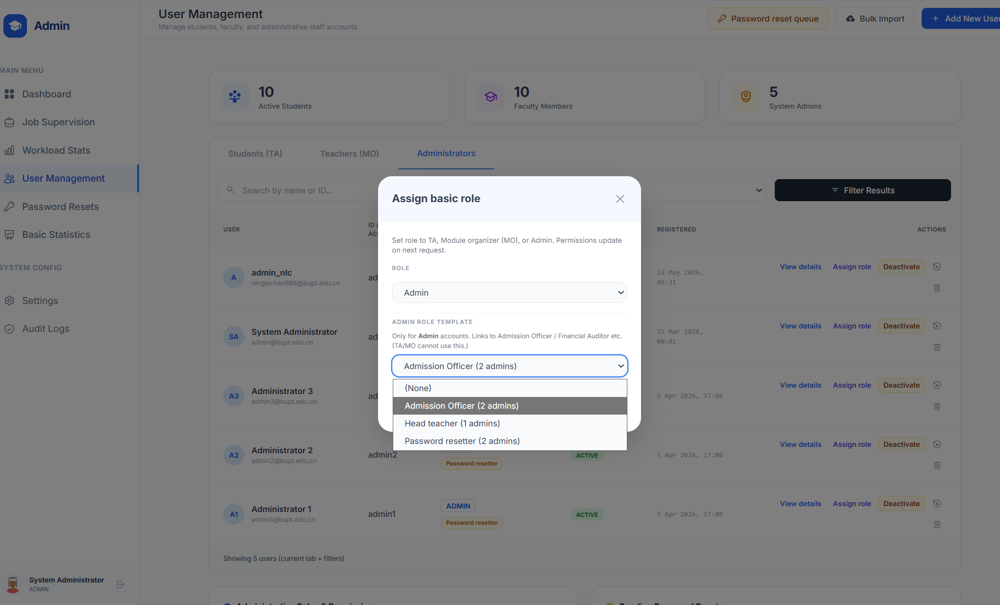 Admin
MAIN MENU
Dashboard
Job Supervision
Workload Stats
User Management
Password Resets
Basic Statistics
SYSTEM CONFIG
Settings
Audit Logs
System Administrator
ADMIN
User Management
Manage students, faculty, and administrative staff accounts
Password reset queue
Bulk Import
+ Add New User
10
Active Students
10
Faculty Members
5
System Admins
Students (TA)
Teachers (MO)
Administrators
Search by name or ID...
Filter Results
USER
ID /
REGISTERED
ACTIONS
A
admin_nlc
ninglechen666@bupt.edu.cn
ad
23 May 2026,
09:31
View details
Assign role
Deactivate
SA
System Administrator
admin@bupt.edu.cn
ad
25 Mar 2026,
00:01
View details
Assign role
Deactivate
A3
Administrator 3
admin3@bupt.edu.cn
ad
5 Apr 2026, 17:08
View details
Assign role
Deactivate
A2
Administrator 2
admin2@bupt.edu.cn
admin2
Password resetter
ACTIVE
5 Apr 2026, 17:08
View details
Assign role
Deactivate
A1
Administrator 1
admin1@bupt.edu.cn
admin1
ADMIN
Password resetter
ACTIVE
5 Apr 2026, 17:08
View details
Assign role
Deactivate
Showing 5 users (current tab + filters)
Assign basic role
Set role to TA, Module organizer (MO), or Admin. Permissions update
on next request.
ROLE
Admin
ADMIN ROLE TEMPLATE
Only for Admin accounts. Links to Admission Officer / Financial Auditor etc.
(TA/MO cannot use this.)
Admission Officer (2 admins)
(None)
Admission Officer (2 admins)
Head teacher (1 admins)
Password resetter (2 admins)